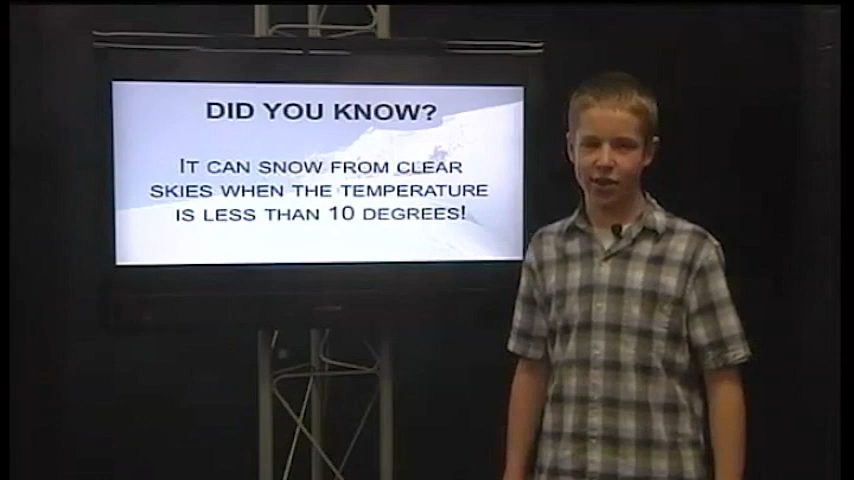 DID YOU KNOW?
IT CAN SNOW FROM CLEAR
SKIES WHEN THE TEMPERATURE
IS LESS THAN 10 DEGREES!